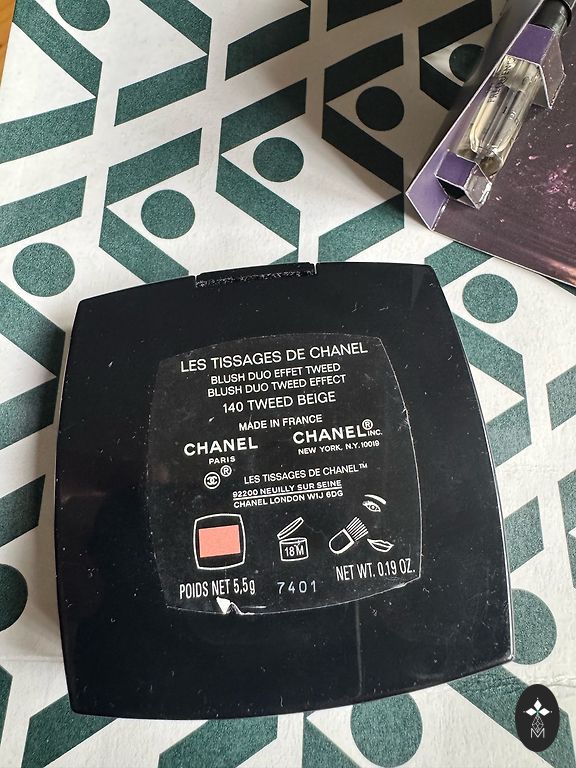 LES TISSAGES DE CHANEL
BLUSH DUO EFFET TWEED
BLUSH DUO TWEED EFFECT
140 TWEED BEIGE
MADE IN FRANCE
CHANEL CHANEL® INC.
PARIS NEW YORK, N.Y. 10019
®
LES TISSAGES DE CHANEL™
92200 NEUILLY SUR SEINE
CHANEL LONDON W1J 6DG
18M
POIDS NET 5,5g 7401 NET WT. 0.19 OZ.